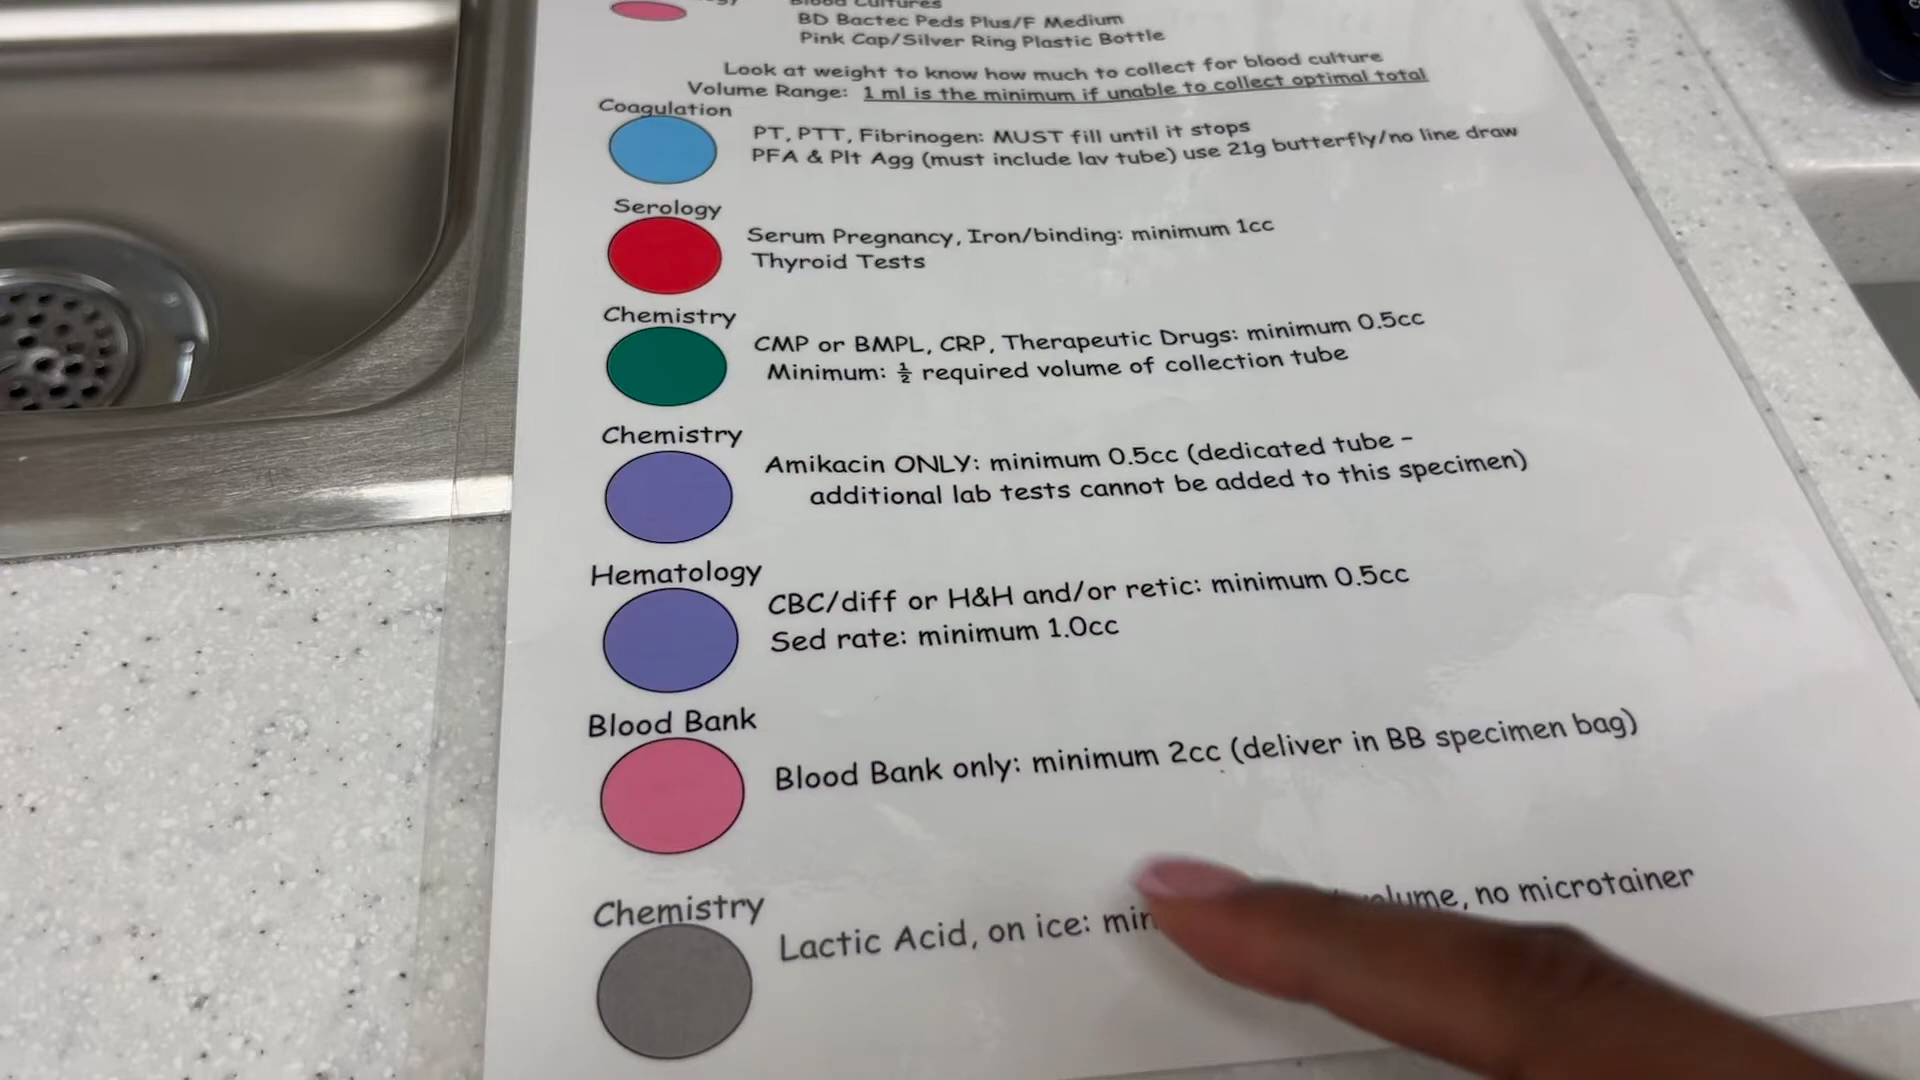 Blood Cultures
BD Bactec Peds Plus/F Medium
Pink Cap/Silver Ring Plastic Bottle
Look at weight to know how much to collect for blood culture
Volume Range: 1 ml is the minimum if unable to collect optimal total
Coagulation
PT, PTT, Fibrinogen: MUST fill until it stops
PFA & Plt Agg (must include lav tube) use 21g butterfly/no line draw
Serology
Serum Pregnancy, Iron/binding: minimum 1cc
Thyroid Tests
Chemistry
CMP or BMPL, CRP, Therapeutic Drugs: minimum 0.5cc
Minimum: ½ required volume of collection tube
Chemistry
Amikacin ONLY: minimum 0.5cc (dedicated tube -
additional lab tests cannot be added to this specimen)
Hematology
CBC/diff or H&H and/or retic: minimum 0.5cc
Sed rate: minimum 1.0cc
Blood Bank
Blood Bank only: minimum 2cc (deliver in BB specimen bag)
Chemistry
Lactic Acid, on ice: no microtainer